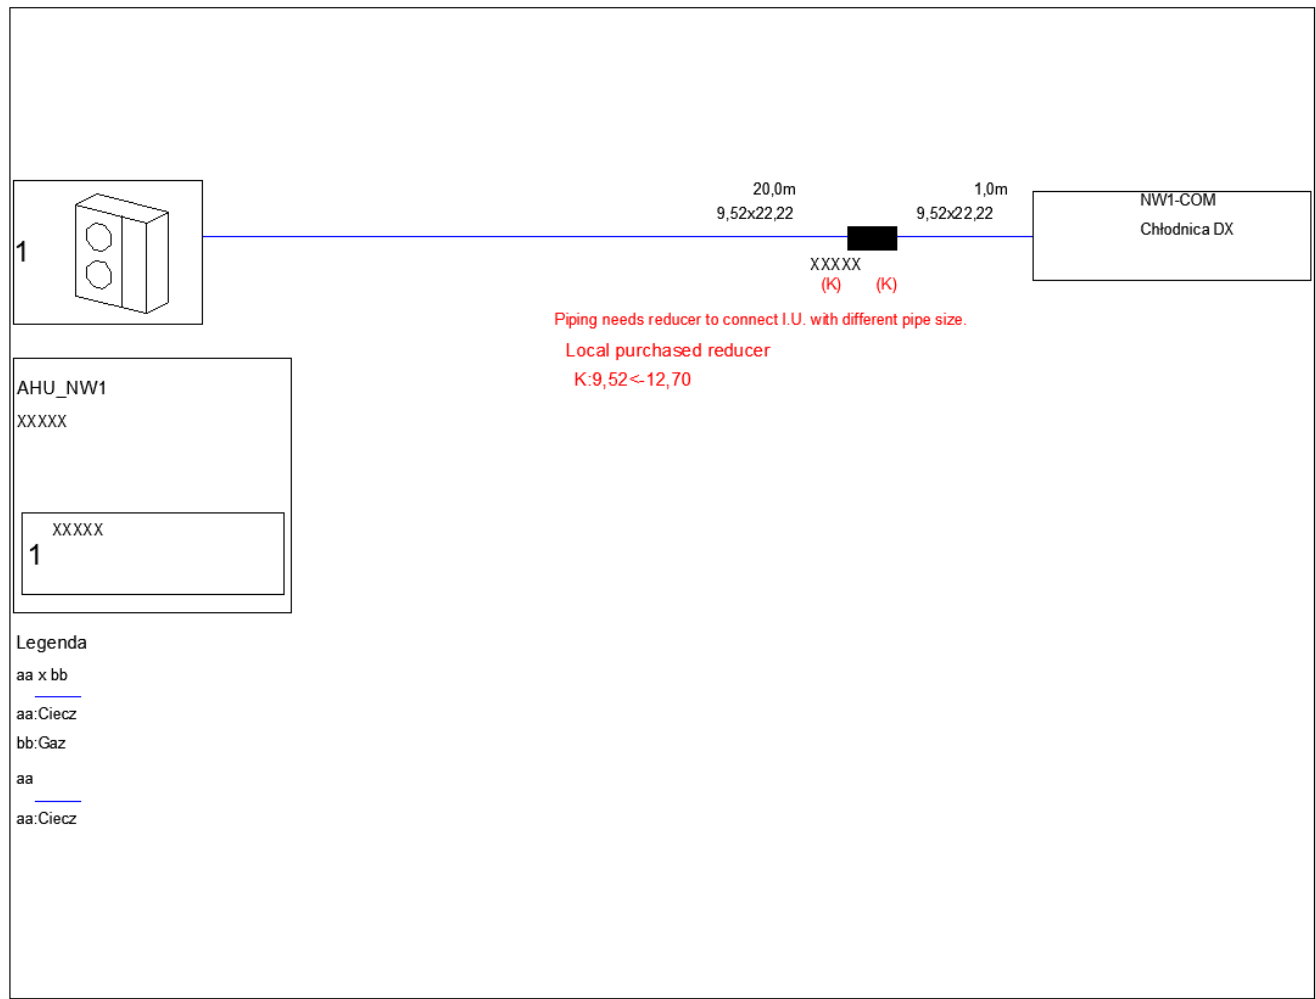 20,0m
9,52x22,22
1,0m
9,52x22,22
NW1-COM
Chłodnica DX
1
XXXXX
(K) (K)
Piping needs reducer to connect I.U. with different pipe size.
Local purchased reducer
K:9,52<-12,70
AHU_NW1
XXXXX
XXXXX
1
Legenda
aa x bb
aa:Ciecz
bb:Gaz
aa
aa:Ciecz